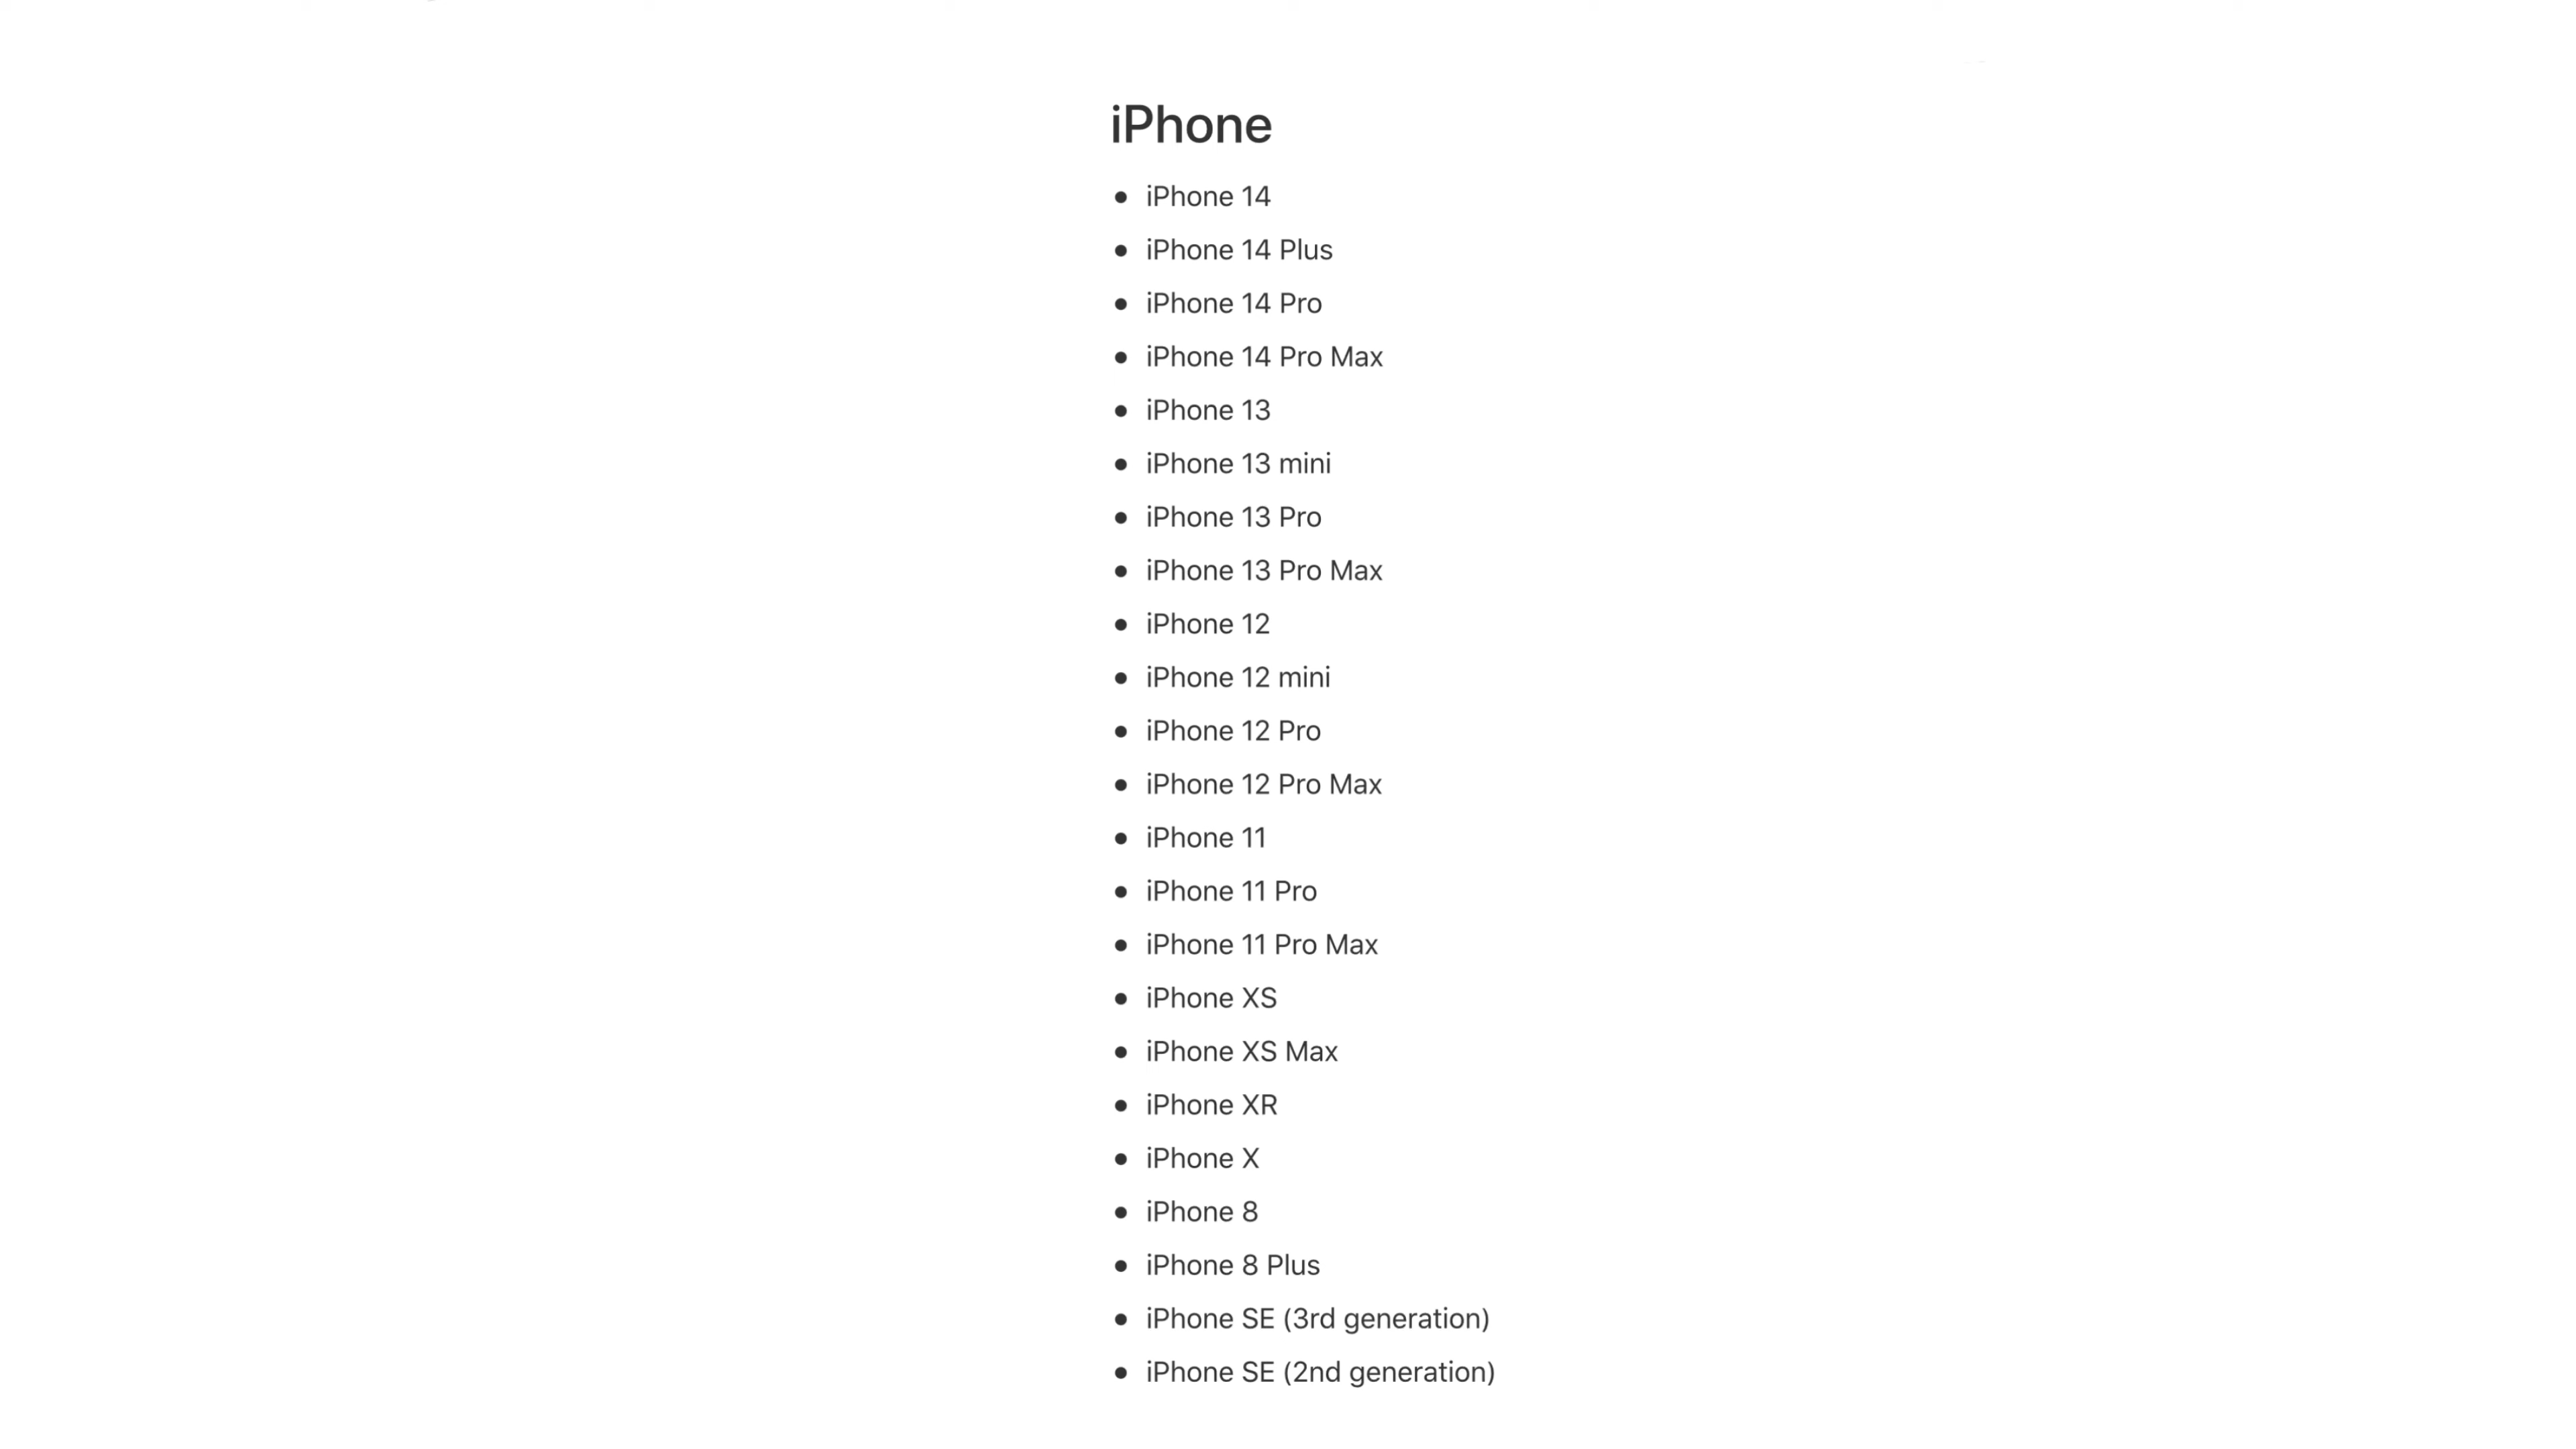 iPhone
• iPhone 14
• iPhone 14 Plus
• iPhone 14 Pro
• iPhone 14 Pro Max
• iPhone 13
• iPhone 13 mini
• iPhone 13 Pro
• iPhone 13 Pro Max
• iPhone 12
• iPhone 12 mini
• iPhone 12 Pro
• iPhone 12 Pro Max
• iPhone 11
• iPhone 11 Pro
• iPhone 11 Pro Max
• iPhone XS
• iPhone XS Max
• iPhone XR
• iPhone X
• iPhone 8
• iPhone 8 Plus
• iPhone SE (3rd generation)
• iPhone SE (2nd generation)